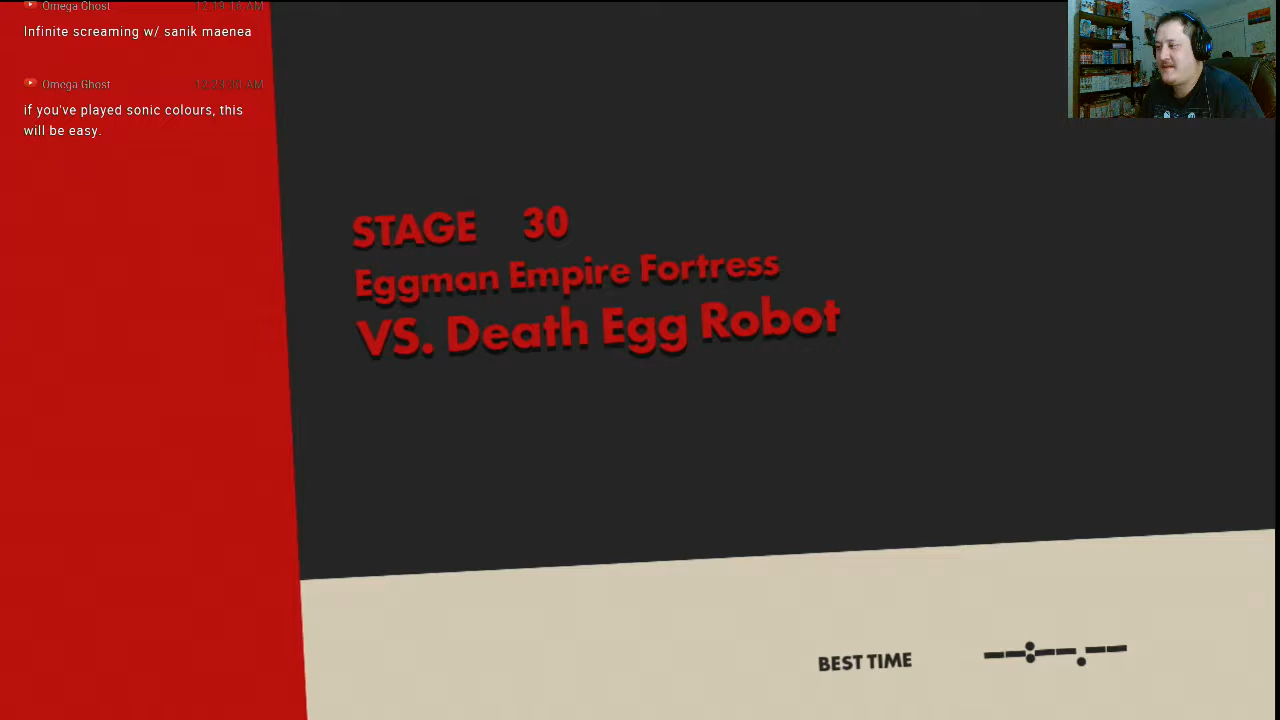 Omega Ghost
Infinite screaming w/ sanik maenea
Omega Ghost
if you've played sonic colours, this
will be easy.
STAGE 30
Eggman Empire Fortress
VS. Death Egg Robot
BEST TIME --:--.--